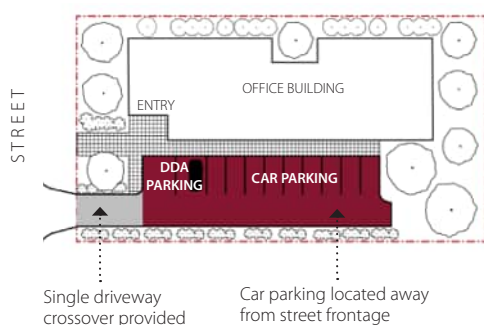 STREET
OFFICE BUILDING
ENTRY
DDA
PARKING
CAR PARKING
Single driveway
crossover provided
Car parking located away
from street frontage